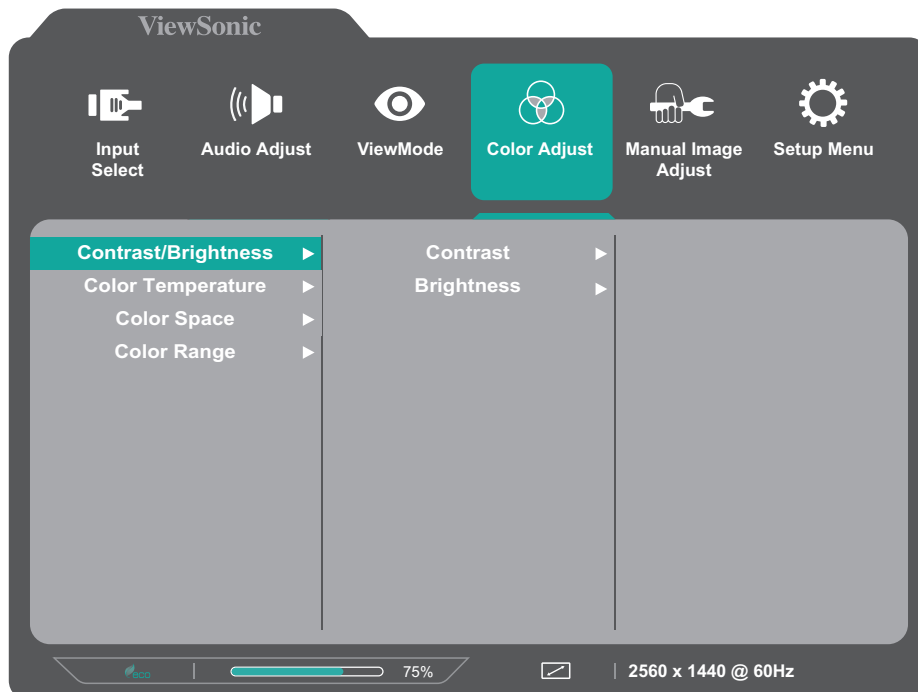 ViewSonic
Input
Select
Audio Adjust
ViewMode
Color Adjust
Manual Image
Adjust
Setup Menu
Contrast/Brightness
Color Temperature
Color Space
Color Range
Contrast
Brightness
eco
75%
2560 x 1440 @ 60Hz